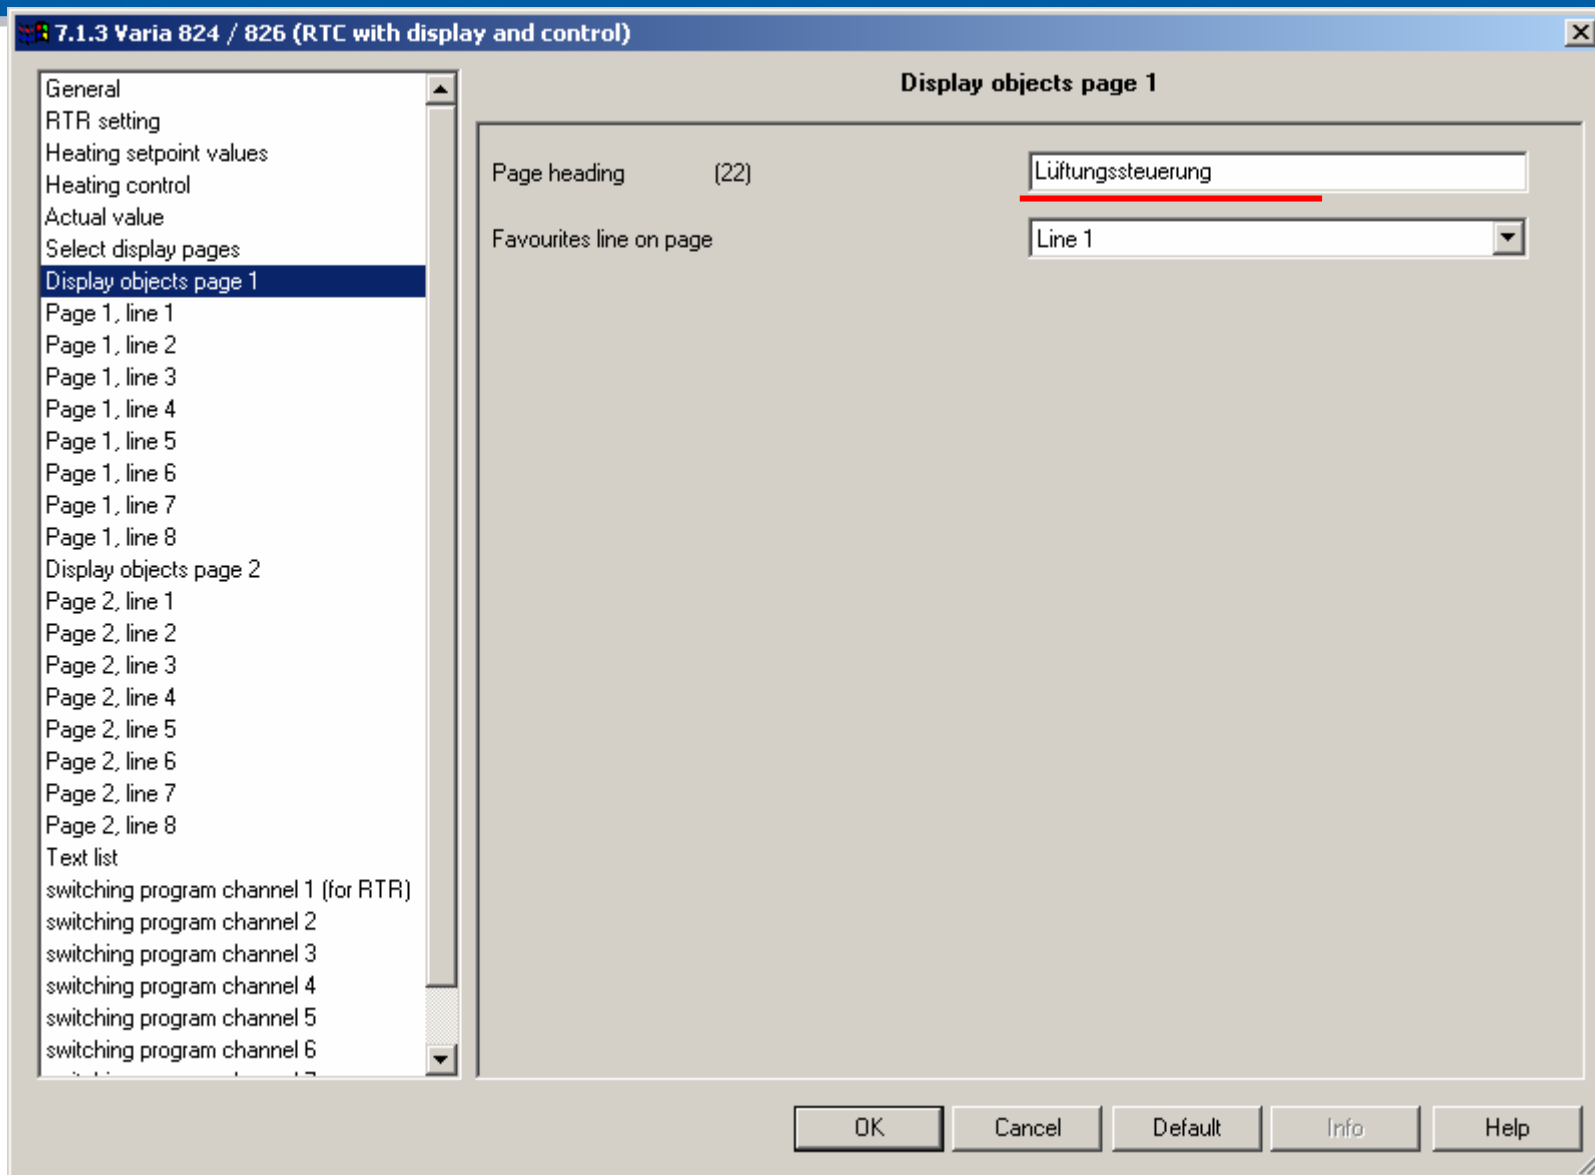 7.1.3 Varia 824 / 826 (RTC with display and control)
General
RTR setting
Heating setpoint values
Heating control
Actual value
Select display pages
Display objects page 1
Page 1, line 1
Page 1, line 2
Page 1, line 3
Page 1, line 4
Page 1, line 5
Page 1, line 6
Page 1, line 7
Page 1, line 8
Display objects page 2
Page 2, line 1
Page 2, line 2
Page 2, line 3
Page 2, line 4
Page 2, line 5
Page 2, line 6
Page 2, line 7
Page 2, line 8
Text list
switching program channel 1 (for RTR)
switching program channel 2
switching program channel 3
switching program channel 4
switching program channel 5
switching program channel 6
Display objects page 1
Page heading (22) Lüftungssteuerung
Favourites line on page Line 1
OK Cancel Default Info Help